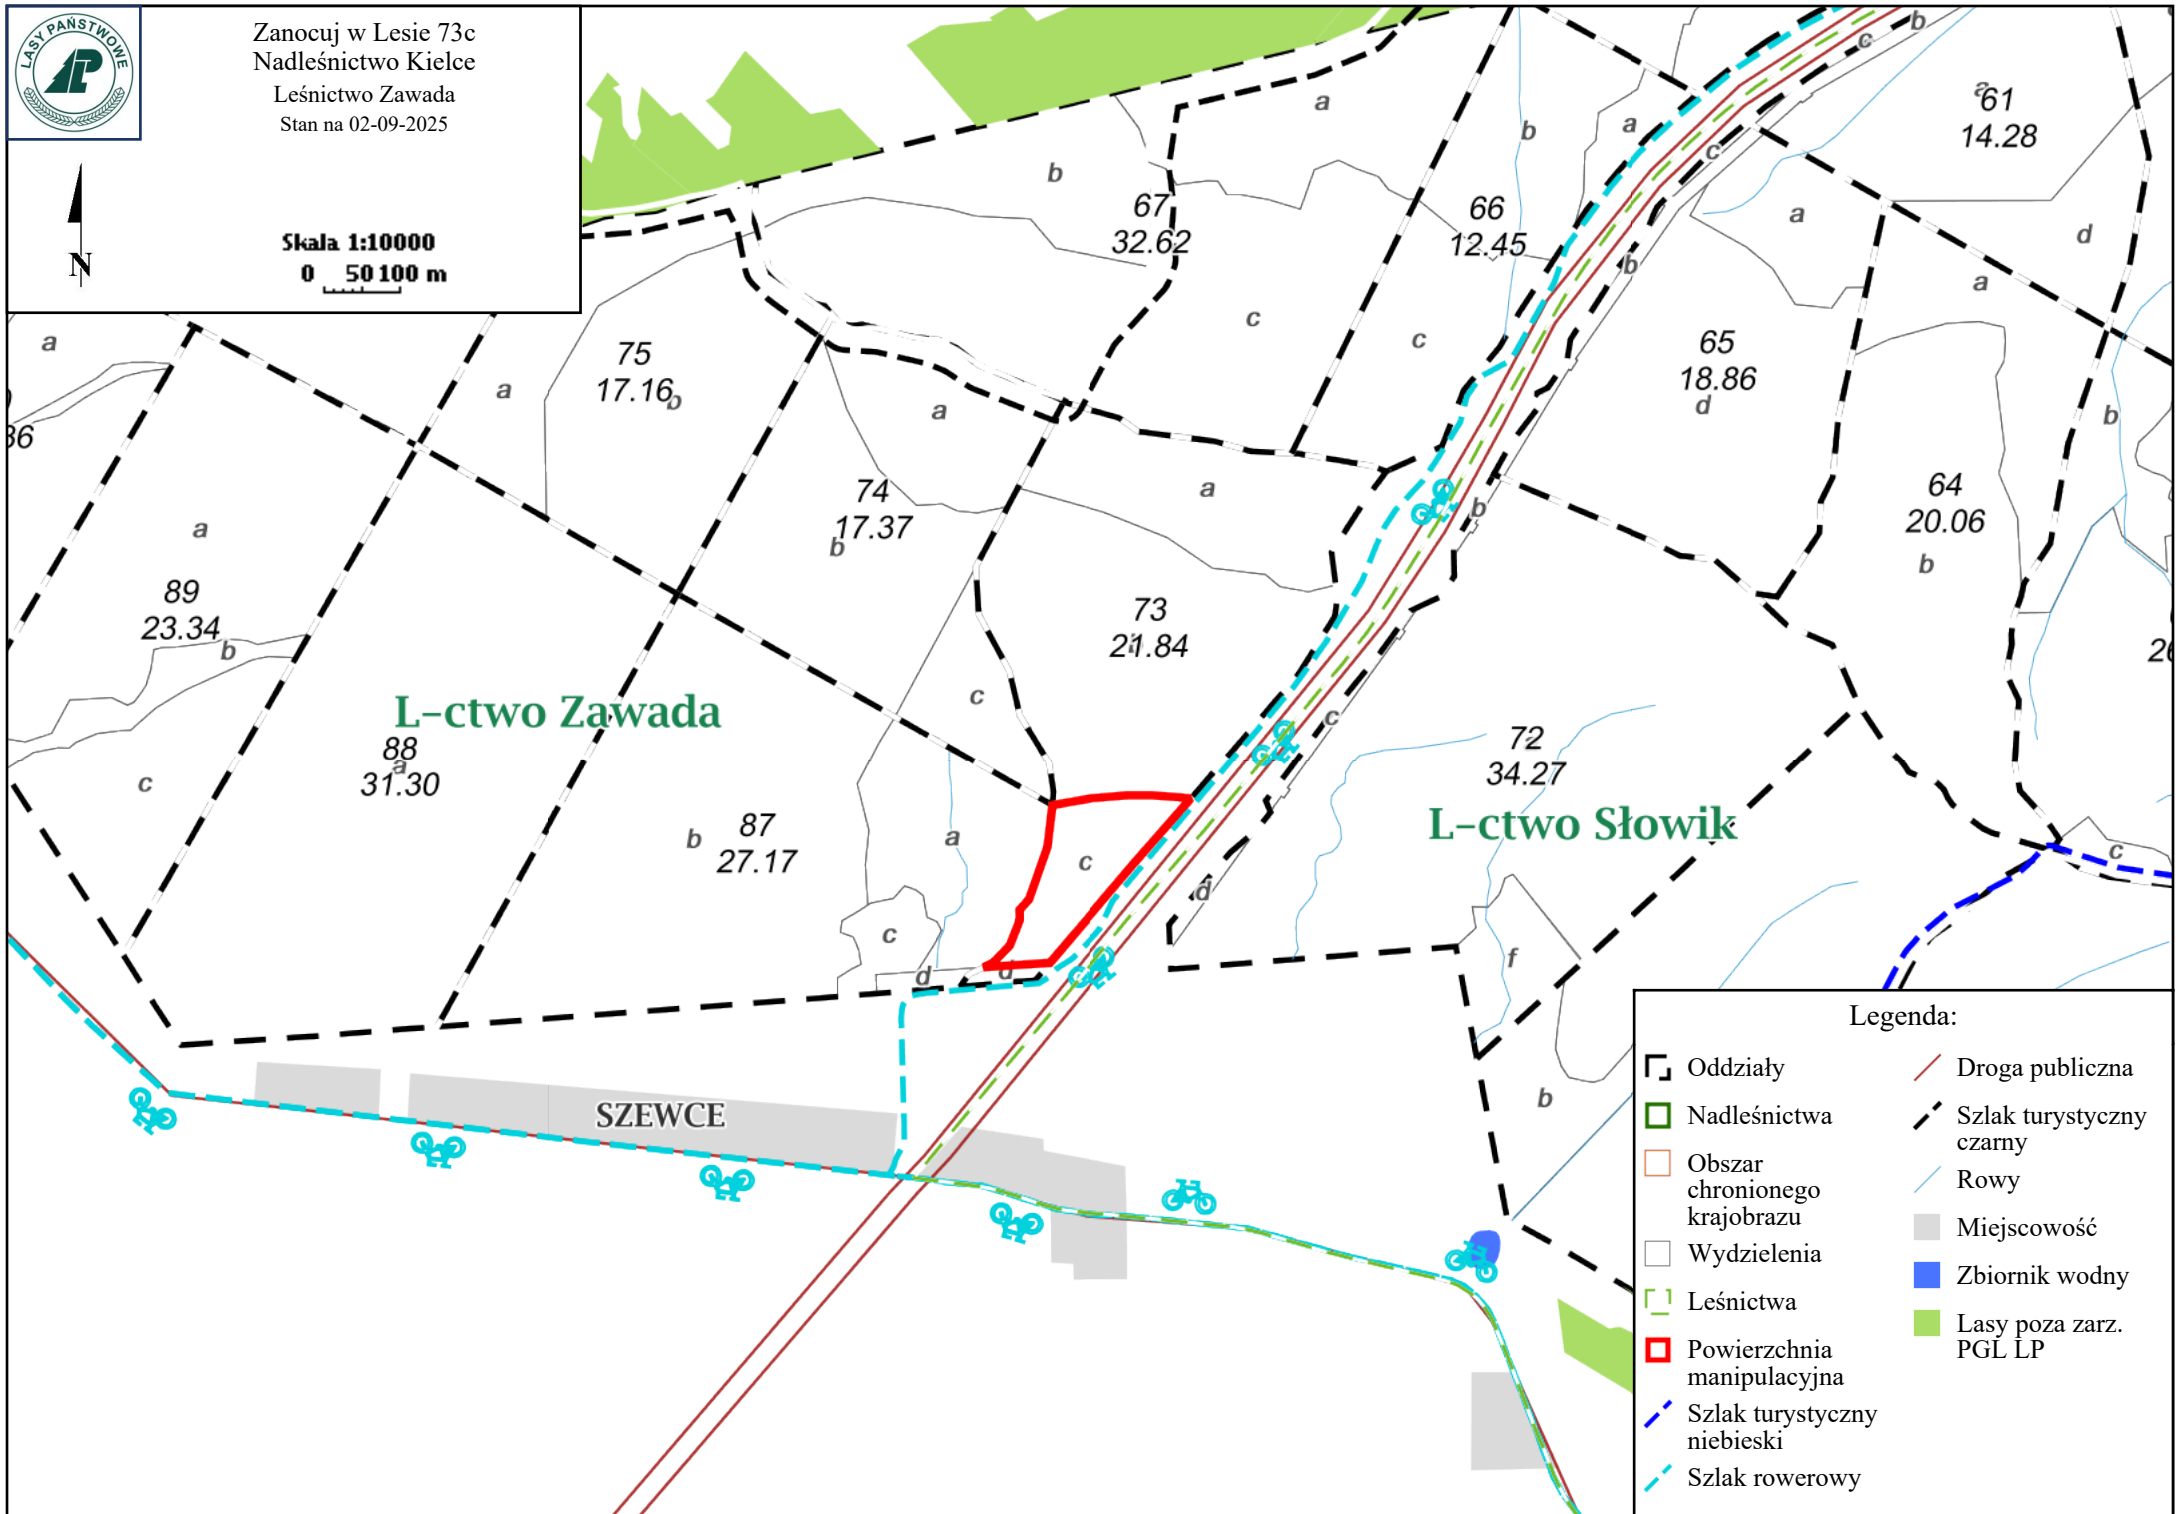 LASY PAŃSTWOWE
Zanocuj w Lesie 73c
Nadleśnictwo Kielce
Leśnictwo Zawada
Stan na 02-09-2025
N
Skala 1:10000
0 50 100 m
b
c
a
61
14.28
a
b
a
c
b
67
32.62
66
12.45
a
d
b
a
c
c
65
18.86
d
a
75
17.16
b
a
a
a
b
36
74
17.37
b
a
b
64
20.06
b
a
89
23.34
b
73
21.84
c
c
26
L-ctwo Zawada
88
a
31.30
c
72
34.27
L-ctwo Słowik
87
27.17
b
a
c
c
d
c
d
d
f
b
SZEWCE
Legenda:
Oddziały
Nadleśnictwa
Obszar
chronionego
krajobrazu
Wydzielenia
Leśnictwa
Powierzchnia
manipulacyjna
Szlak turystyczny
niebieski
Szlak rowerowy
Droga publiczna
Szlak turystyczny
czarny
Rowy
Miejscowość
Zbiornik wodny
Lasy poza zarz.
PGL LP